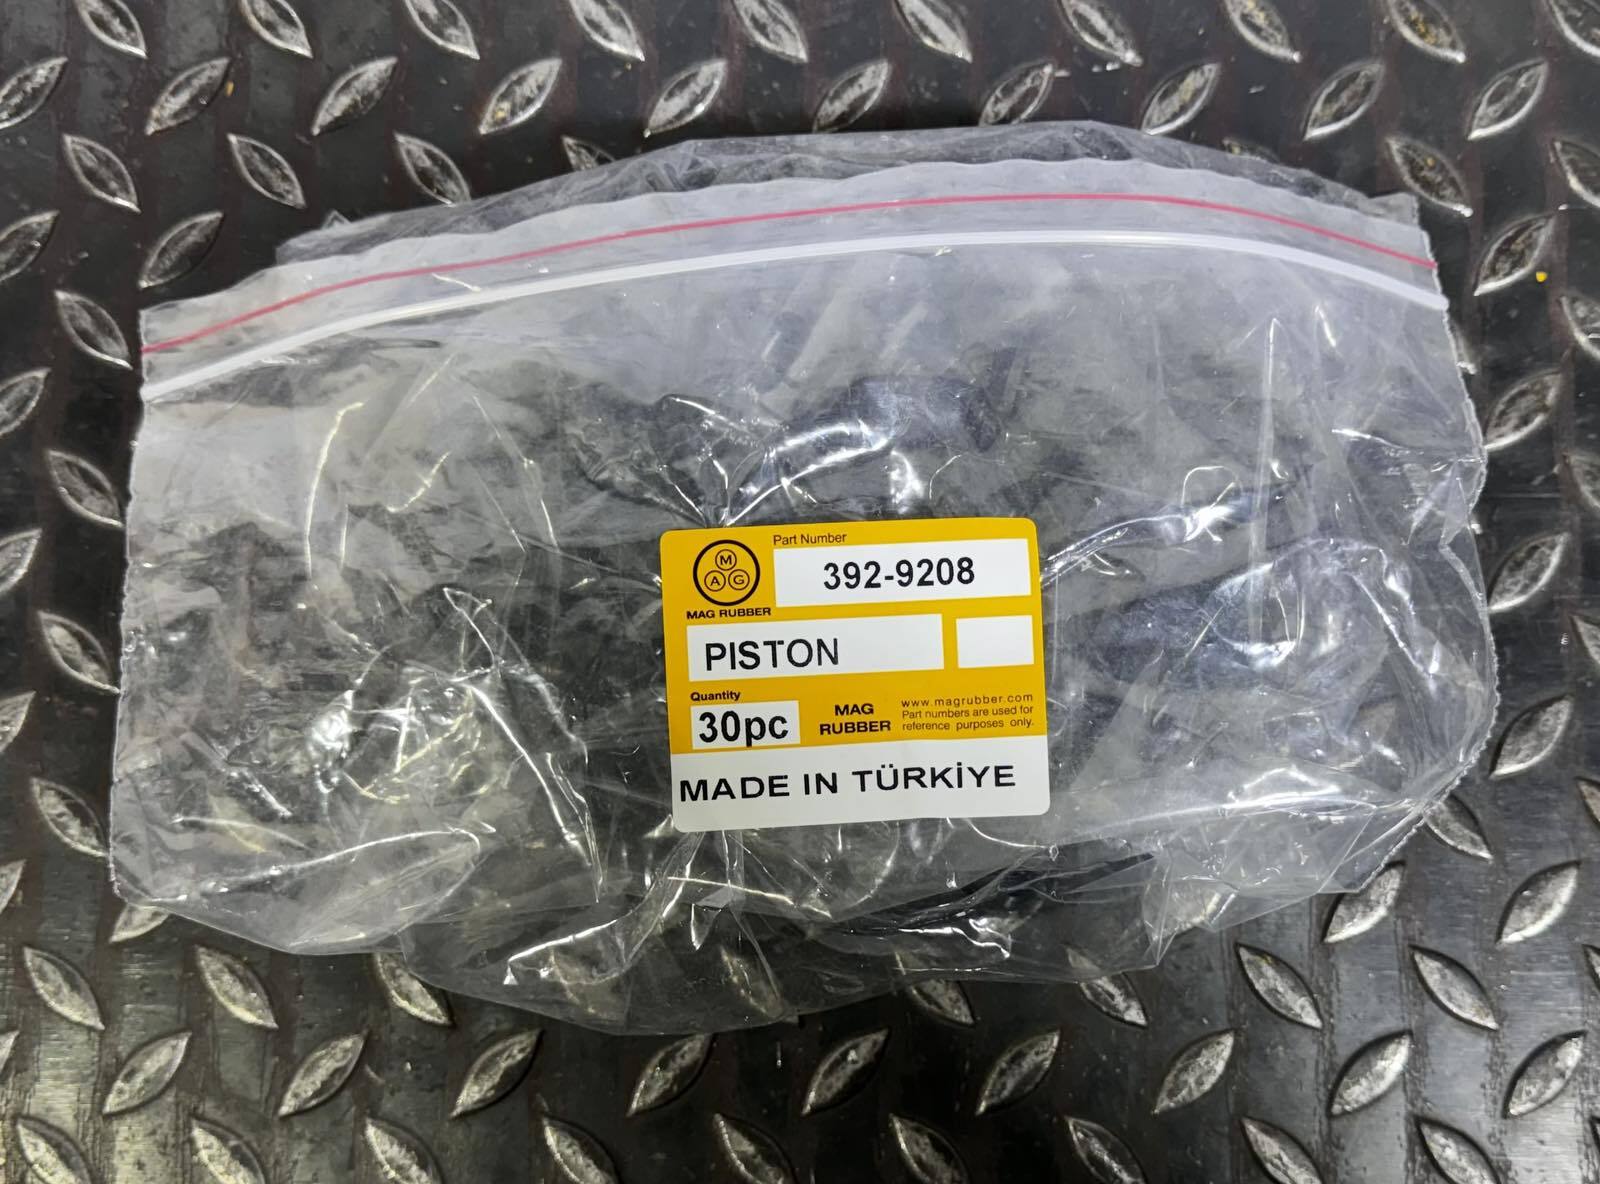 Part Number
M
A G
392-9208
MAG RUBBER
PISTON
Quantity
30pc
MAG
RUBBER
www.magrubber.com
Part numbers are used for
reference purposes only.
MADE IN TÜRKİYE